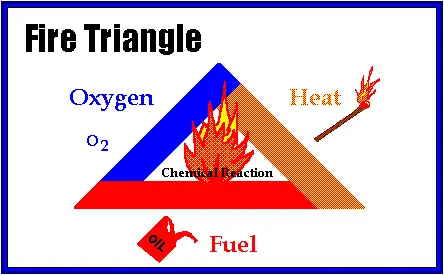 Fire Triangle
Oxygen
Heat
O2
Chemical Reaction
OIL
Fuel